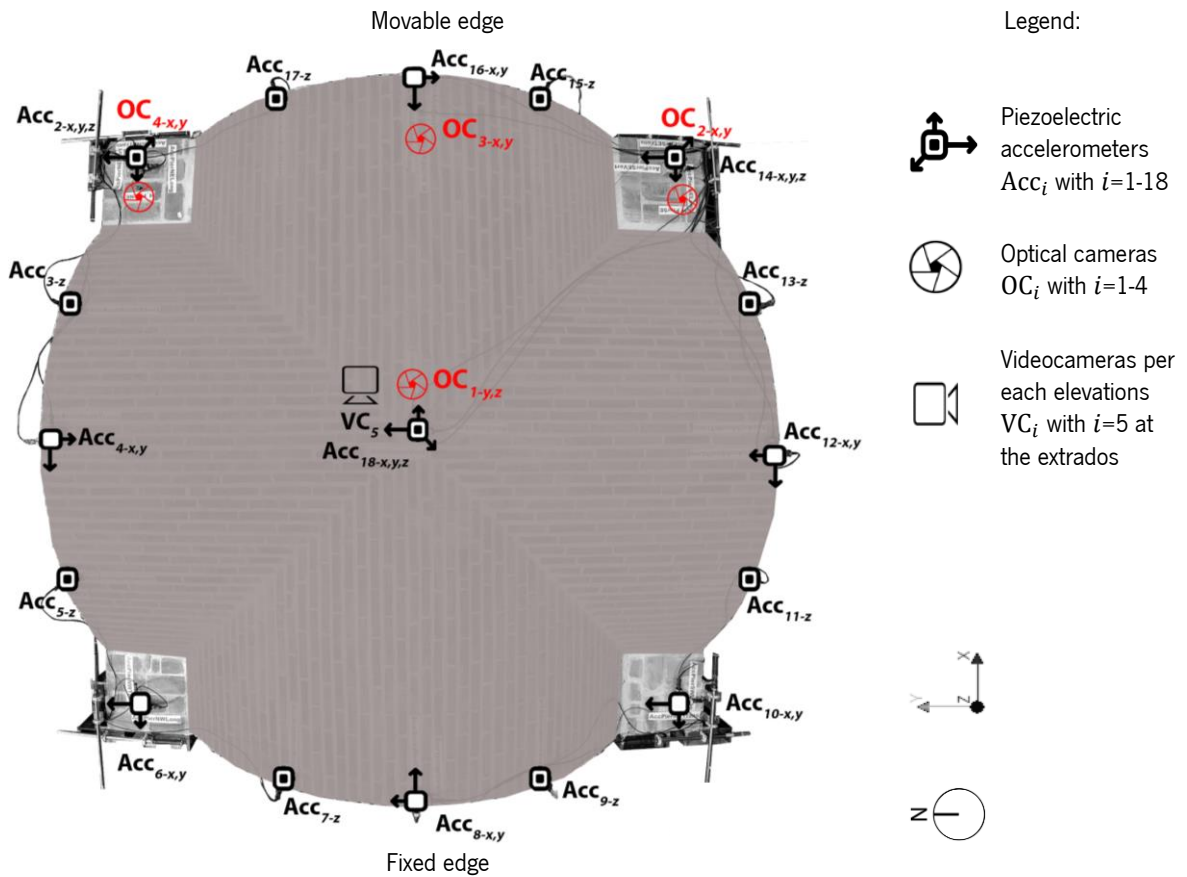 Movable edge
Legend:
Acc16-x,y
Acc17-z
Acc15-z
Acc2-x,y,z
OC4-x,y
OC3-x,y
OC2-x,y
Acc14-x,y,z
Piezoelectric
accelerometers
Acci with i=1-18
Acc3-z
Acc13-z
Optical cameras
OCi with i=1-4
OC1-y,z
VC5
Acc18-x,y,z
Acc4-x,y
Acc12-x,y
Videocameras per
each elevations
VCi with i=5 at
the extrados
Acc5-z
Acc11-z
Acc6-x,y
Acc10-x,y
X
Y
Z
Acc7-z
Acc9-z
Acc8-x,y
N
Fixed edge